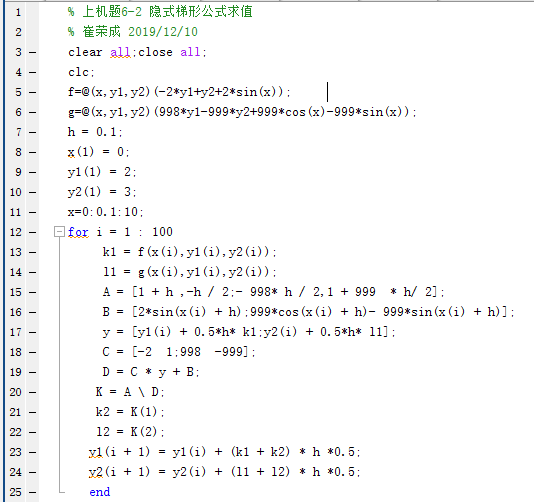 1 % 上机题6-2 隐式梯形公式求值
2 % 崔荣成 2019/12/10
3 - clear all;close all;
4 - clc;
5 - f=@(x,y1,y2)(-2*y1+y2+2*sin(x));
6 - g=@(x,y1,y2)(998*y1-999*y2+999*cos(x)-999*sin(x));
7 - h = 0.1;
8 - x(1) = 0;
9 - y1(1) = 2;
10 - y2(1) = 3;
11 - x=0:0.1:10;
12 - for i = 1 : 100
13 - k1 = f(x(i),y1(i),y2(i));
14 - l1 = g(x(i),y1(i),y2(i));
15 - A = [1 + h ,-h / 2;- 998* h / 2,1 + 999 * h/ 2];
16 - B = [2*sin(x(i) + h);999*cos(x(i) + h)- 999*sin(x(i) + h)];
17 - y = [y1(i) + 0.5*h* k1;y2(i) + 0.5*h* l1];
18 - C = [-2 1;998 -999];
19 - D = C * y + B;
20 - K = A \ D;
21 - k2 = K(1);
22 - l2 = K(2);
23 - y1(i + 1) = y1(i) + (k1 + k2) * h *0.5;
24 - y2(i + 1) = y2(i) + (l1 + l2) * h *0.5;
25 - end